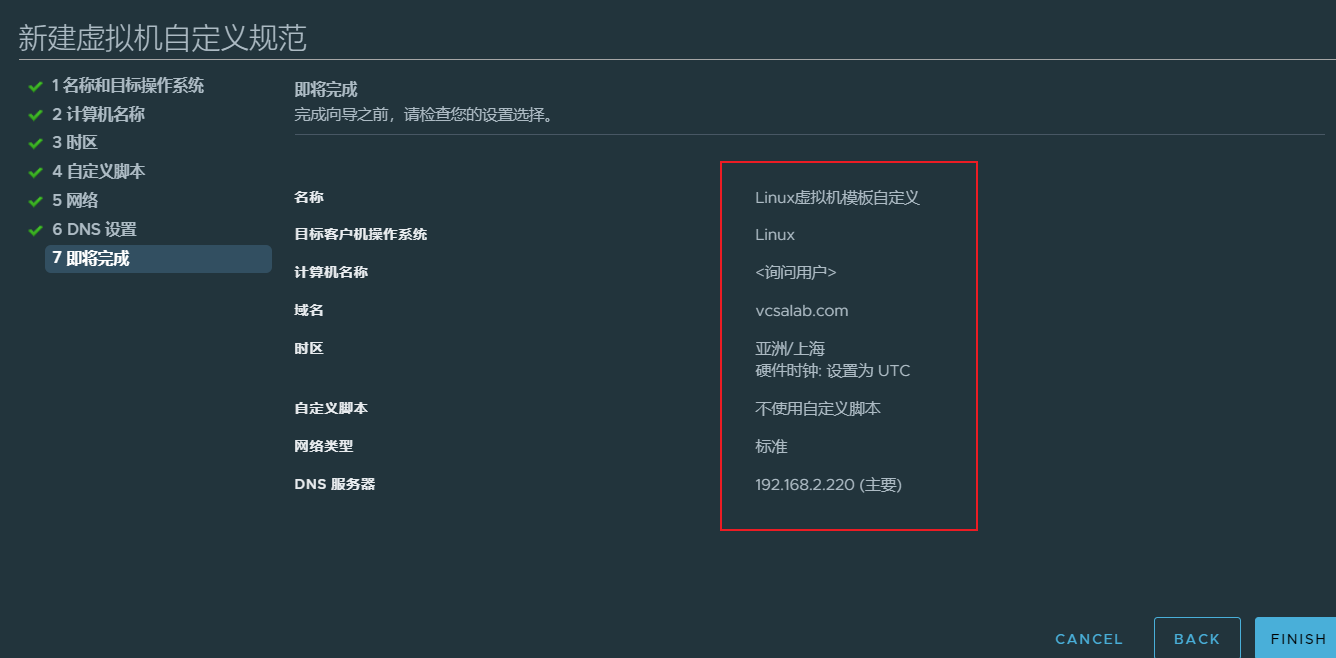 新建虚拟机自定义规范
1 名称和目标操作系统
2 计算机名称
3 时区
4 自定义脚本
5 网络
6 DNS 设置
7 即将完成
即将完成
完成向导之前，请检查您的设置选择。
名称 Linux虚拟机模板自定义
目标客户机操作系统 Linux
计算机名称 <询问用户>
域名 vcsalab.com
时区 亚洲/上海
硬件时钟: 设置为 UTC
自定义脚本 不使用自定义脚本
网络类型 标准
DNS 服务器 192.168.2.220 (主要)
CANCEL BACK FINISH